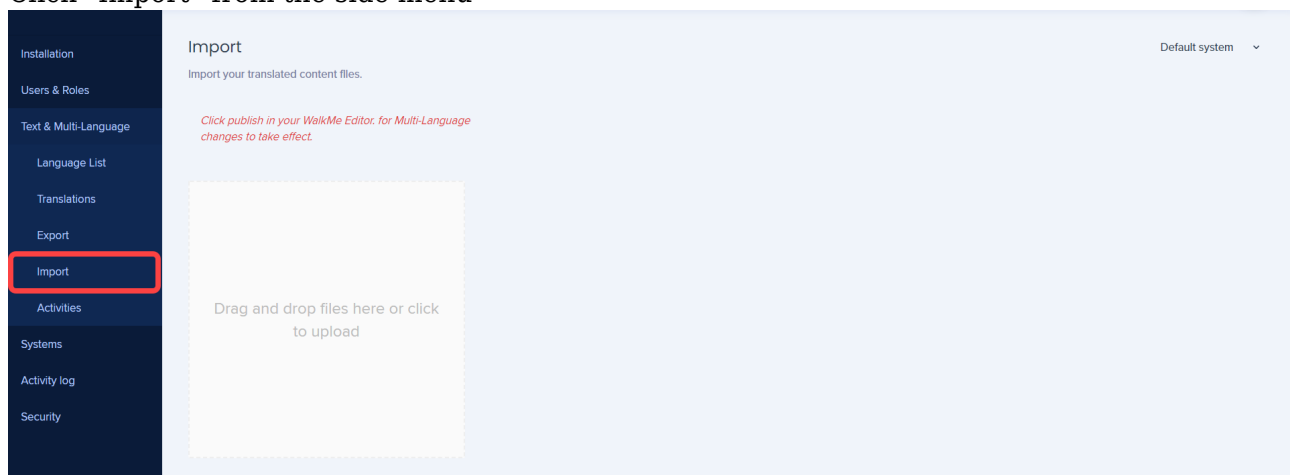 Click "Import" from the side menu
Installation
Users & Roles
Text & Multi-Language
Language List
Translations
Export
Import
Activities
Systems
Activity log
Security
Import
Default system
Import your translated content files.
Click publish in your WalkMe Editor. for Multi-Language
changes to take effect.
Drag and drop files here or click
to upload